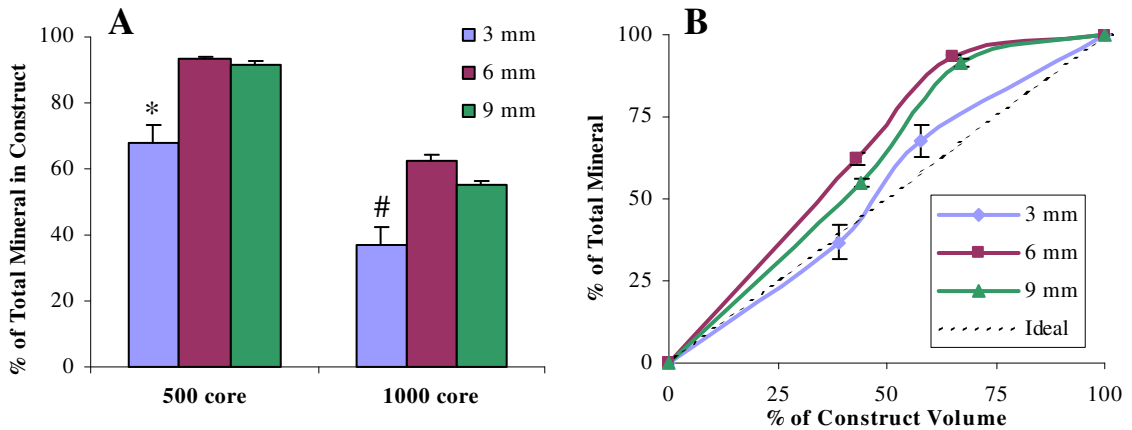 A
% of Total Mineral in Construct
100
80
60
40
20
0
*
#
3 mm
6 mm
9 mm
500 core
1000 core
B
% of Total Mineral
100
75
50
25
0
0
25
50
75
100
% of Construct Volume
3 mm
6 mm
9 mm
Ideal